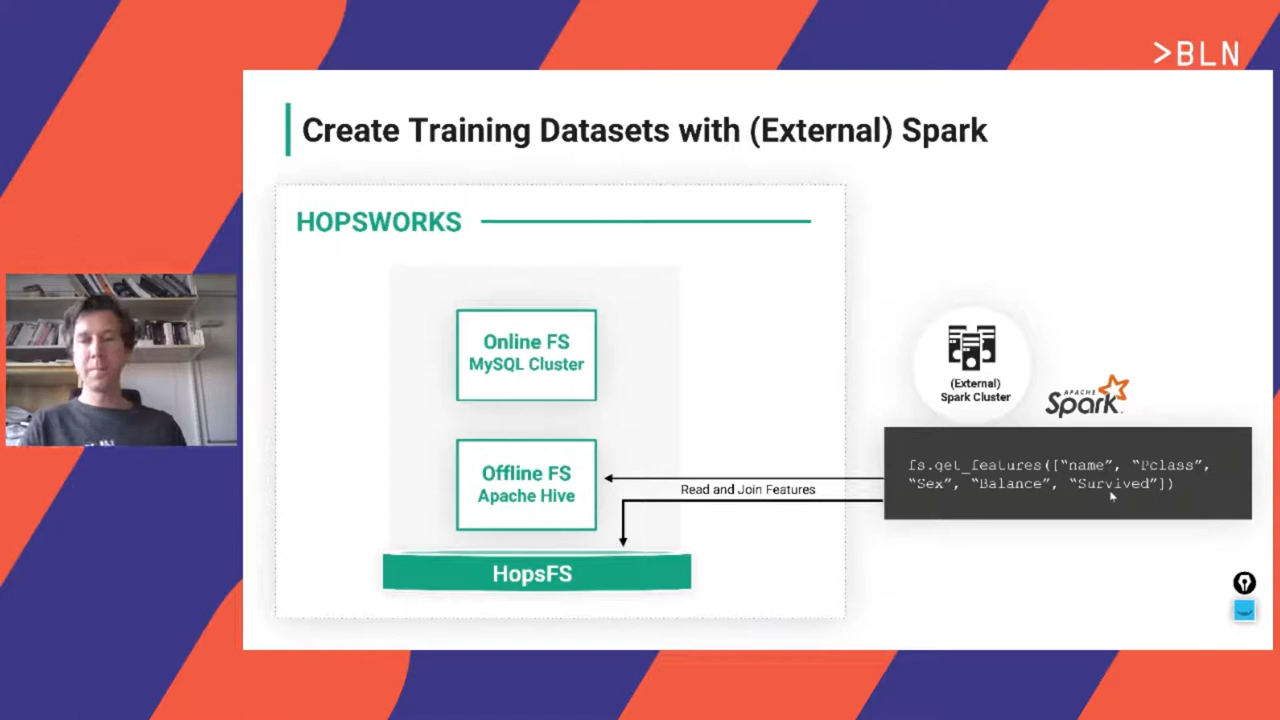 >BLN
Create Training Datasets with (External) Spark
HOPSWORKS
Online FS
MySQL Cluster
Offline FS
Apache Hive
HopsFS
Read and Join Features
(External)
Spark Cluster
APACHE
Spark
fs.get_features(["name", "Pclass",
"Sex", "Balance", "Survived"])